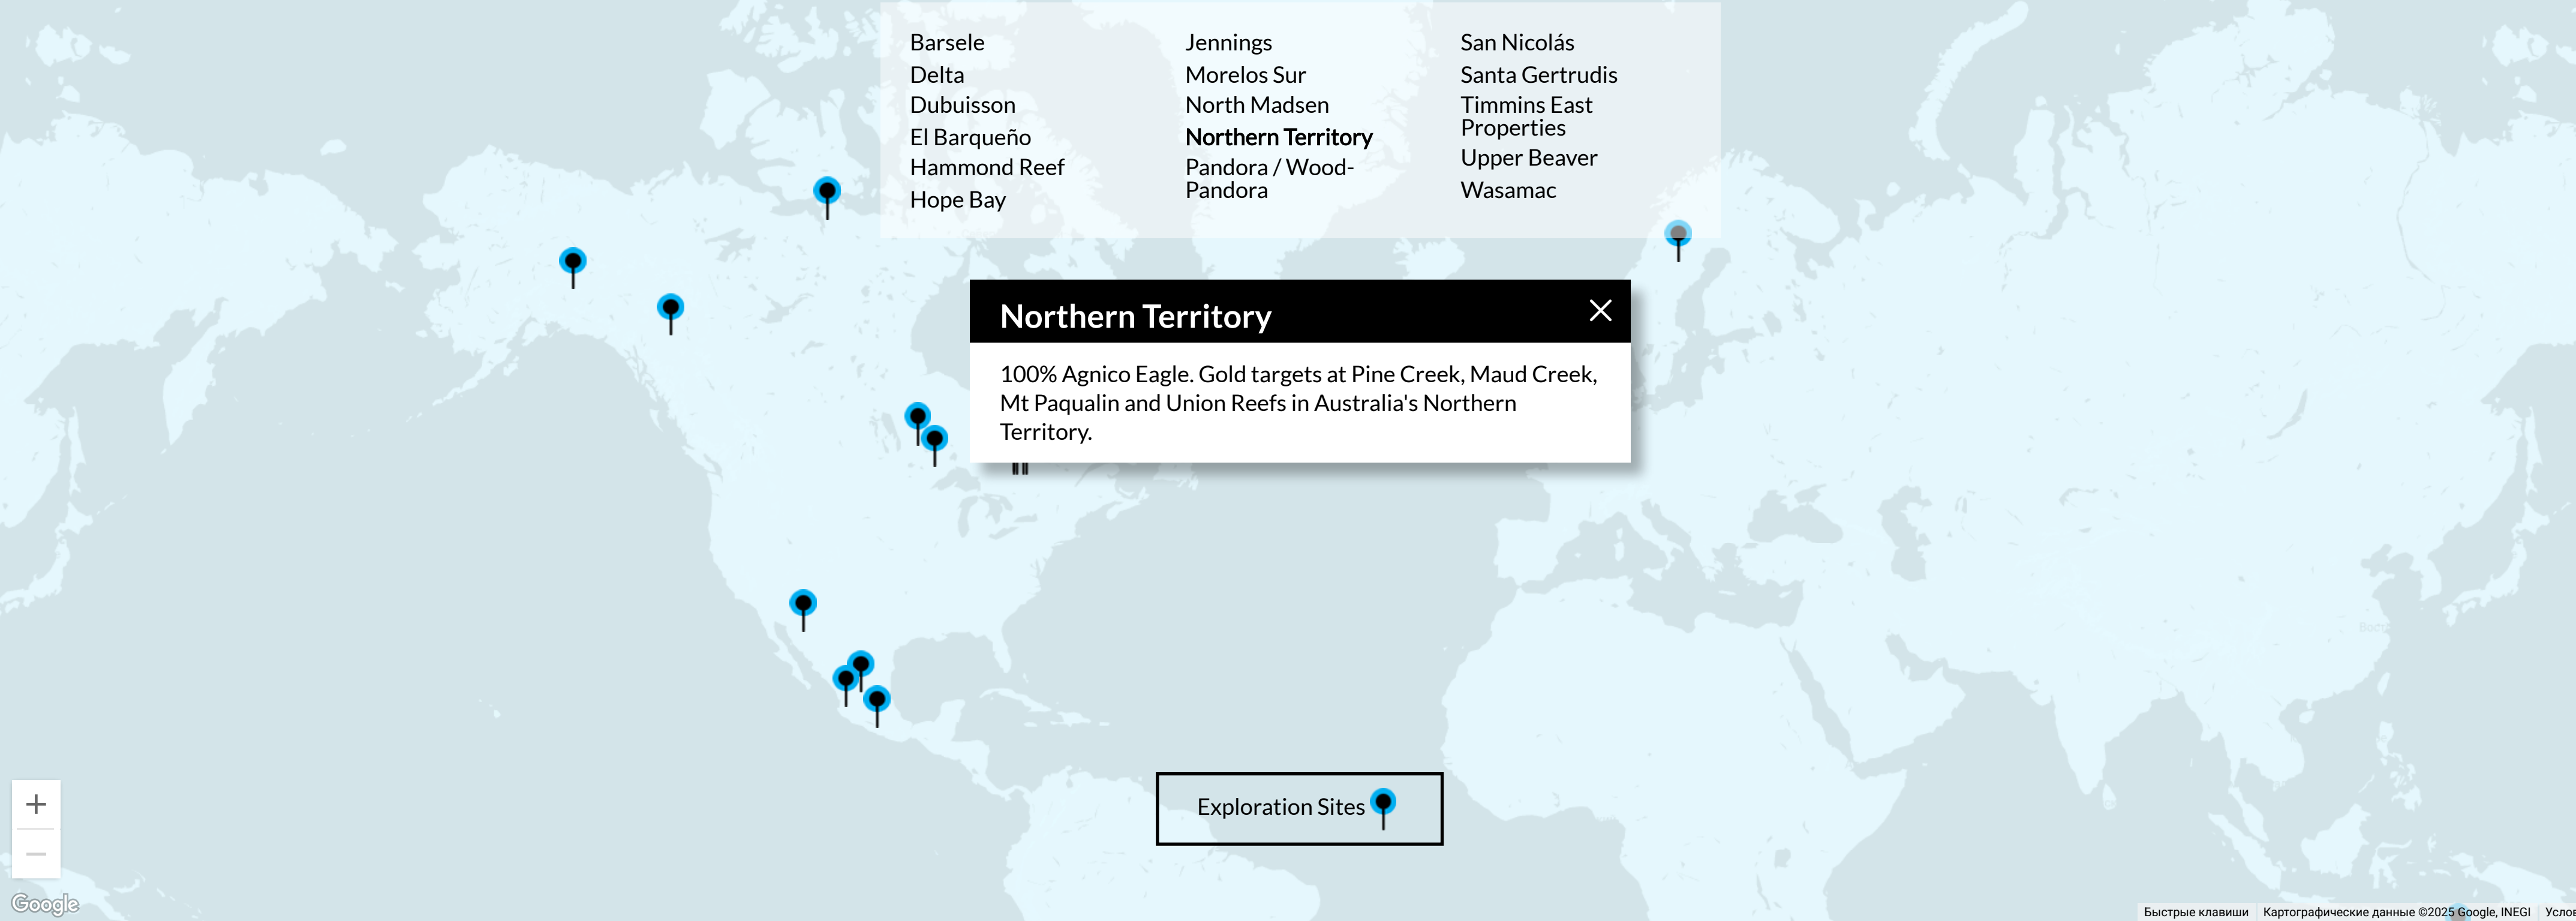 Barsele
Delta
Dubuisson
El Barqueño
Hammond Reef
Hope Bay
Jennings
Morelos Sur
North Madsen
Northern Territory
Pandora / Wood-
Pandora
San Nicolás
Santa Gertrudis
Timmins East
Properties
Upper Beaver
Wasamac
Northern Territory
100% Agnico Eagle. Gold targets at Pine Creek, Maud Creek,
Mt Paqualin and Union Reefs in Australia's Northern
Territory.
Exploration Sites
Google
Быстрые клавиши
Картографические данные ©2025 Google, INEGI